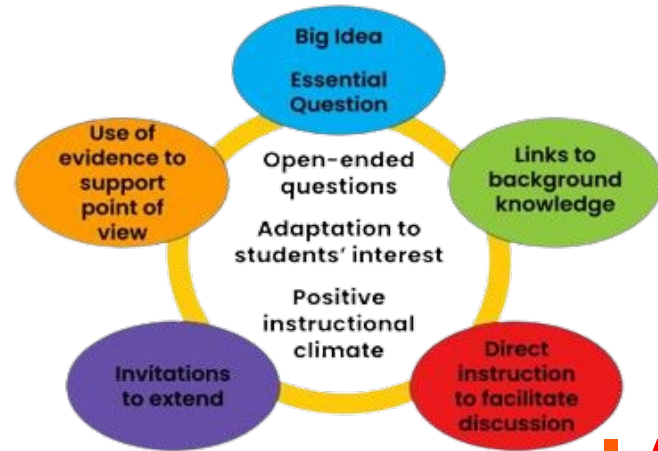 Big Idea
Essential
Question
Use of
evidence to
support
point of
view
Open-ended
questions
Adaptation to
students' interest
Positive
instructional
climate
Links to
background
knowledge
Invitations
to extend
Direct
instruction
to facilitate
discussion